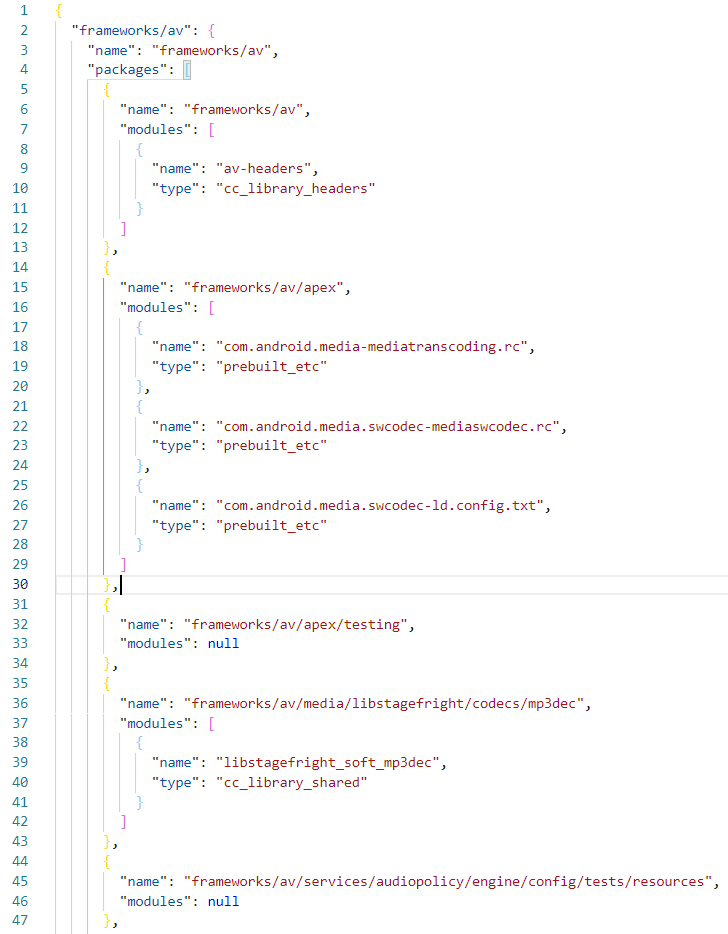 1 {
2 "frameworks/av": {
3 "name": "frameworks/av",
4 "packages": [
5 {
6 "name": "frameworks/av",
7 "modules": [
8 {
9 "name": "av-headers",
10 "type": "cc_library_headers"
11 }
12 ]
13 },
14 {
15 "name": "frameworks/av/apex",
16 "modules": [
17 {
18 "name": "com.android.media-mediatranscoding.rc",
19 "type": "prebuilt_etc"
20 },
21 {
22 "name": "com.android.media.swcodec-mediaswcodec.rc",
23 "type": "prebuilt_etc"
24 },
25 {
26 "name": "com.android.media.swcodec-ld.config.txt",
27 "type": "prebuilt_etc"
28 }
29 ]
30 },
31 {
32 "name": "frameworks/av/apex/testing",
33 "modules": null
34 },
35 {
36 "name": "frameworks/av/media/libstagefright/codecs/mp3dec",
37 "modules": [
38 {
39 "name": "libstagefright_soft_mp3dec",
40 "type": "cc_library_shared"
41 }
42 ]
43 },
44 {
45 "name": "frameworks/av/services/audiopolicy/engine/config/tests/resources",
46 "modules": null
47 },